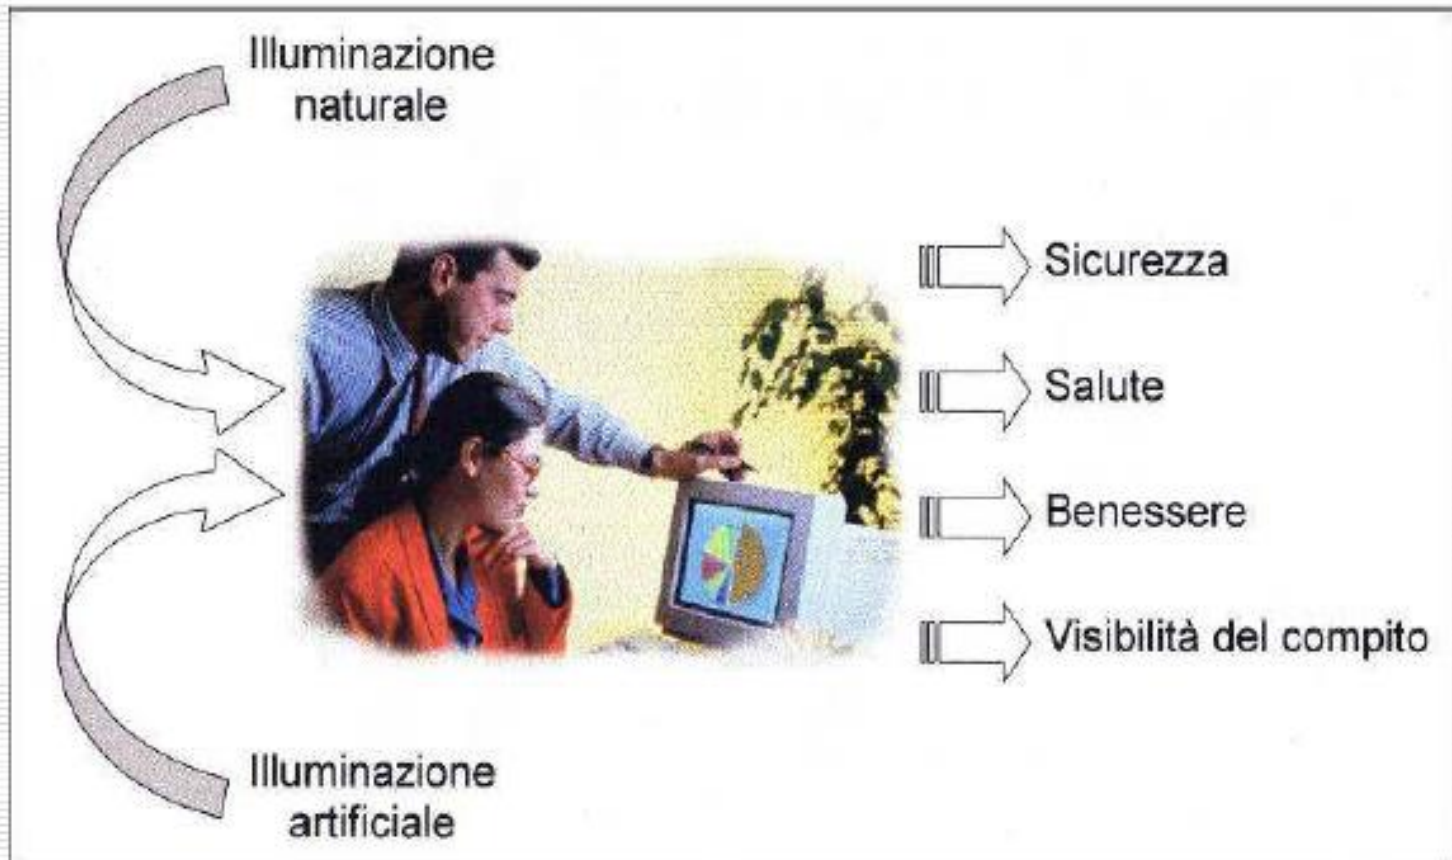 Illuminazione
naturale
Sicurezza
Salute
Benessere
Visibilità del compito
Illuminazione
artificiale